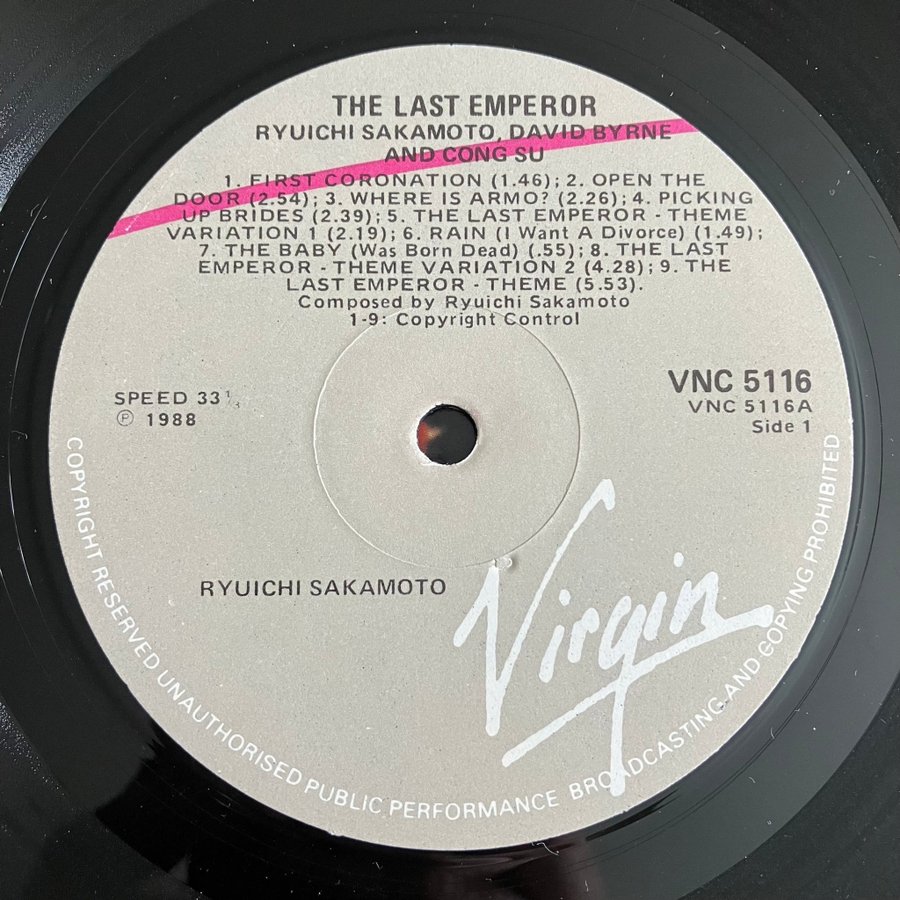 THE LAST EMPEROR
RYUICHI SAKAMOTO, DAVID BYRNE
AND CONG SU
1. FIRST CORONATION (1.46); 2. OPEN THE
DOOR (2.54); 3. WHERE IS ARMO? (2.26); 4. PICKING
UP BRIDES (2.39); 5. THE LAST EMPEROR - THEME
VARIATION 1 (2.19); 6. RAIN (I Want A Divorce) (1.49);
7. THE BABY (Was Born Dead) (.55); 8. THE LAST
EMPEROR - THEME VARIATION 2 (4.28); 9. THE
LAST EMPEROR - THEME (5.53).
Composed by Ryuichi Sakamoto
1-9: Copyright Control
SPEED 33⅓
℗ 1988
VNC 5116
VNC 5116A
Side 1
RYUICHI SAKAMOTO
Virgin
COPYRIGHT RESERVED UNAUTHORISED PUBLIC PERFORMANCE BROADCASTING AND COPYING PROHIBITED